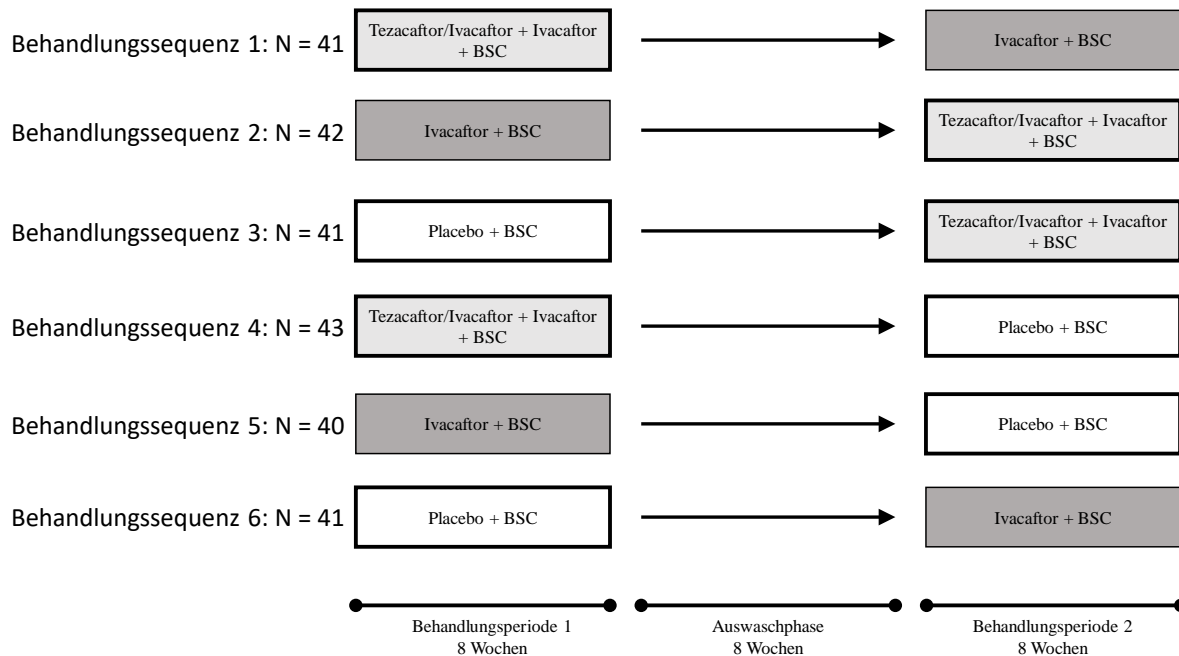 Behandlungssequenz 1: N = 41
Tezacaftor/Ivacaftor + Ivacaftor
+ BSC
Ivacaftor + BSC
Behandlungssequenz 2: N = 42
Ivacaftor + BSC
Tezacaftor/Ivacaftor + Ivacaftor
+ BSC
Behandlungssequenz 3: N = 41
Placebo + BSC
Tezacaftor/Ivacaftor + Ivacaftor
+ BSC
Behandlungssequenz 4: N = 43
Tezacaftor/Ivacaftor + Ivacaftor
+ BSC
Placebo + BSC
Behandlungssequenz 5: N = 40
Ivacaftor + BSC
Placebo + BSC
Behandlungssequenz 6: N = 41
Placebo + BSC
Ivacaftor + BSC
Behandlungsperiode 1
8 Wochen
Auswaschphase
8 Wochen
Behandlungsperiode 2
8 Wochen